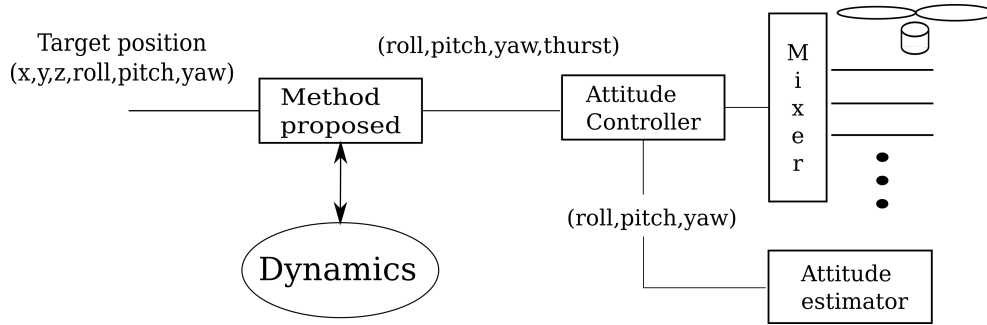 Target position
(x,y,z,roll,pitch,yaw)
(roll,pitch,yaw,thurst)
Method
proposed
Attitude
Controller
M
i
x
e
r
(roll,pitch,yaw)
Dynamics
Attitude
estimator